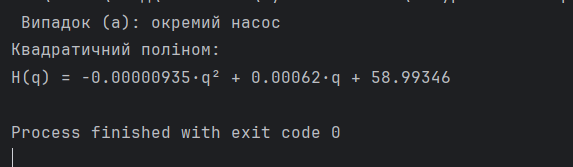 Випадок (а): окремий насос
Квадратичний поліном:
H(q) = -0.00000935·q² + 0.00062·q + 58.99346
Process finished with exit code 0